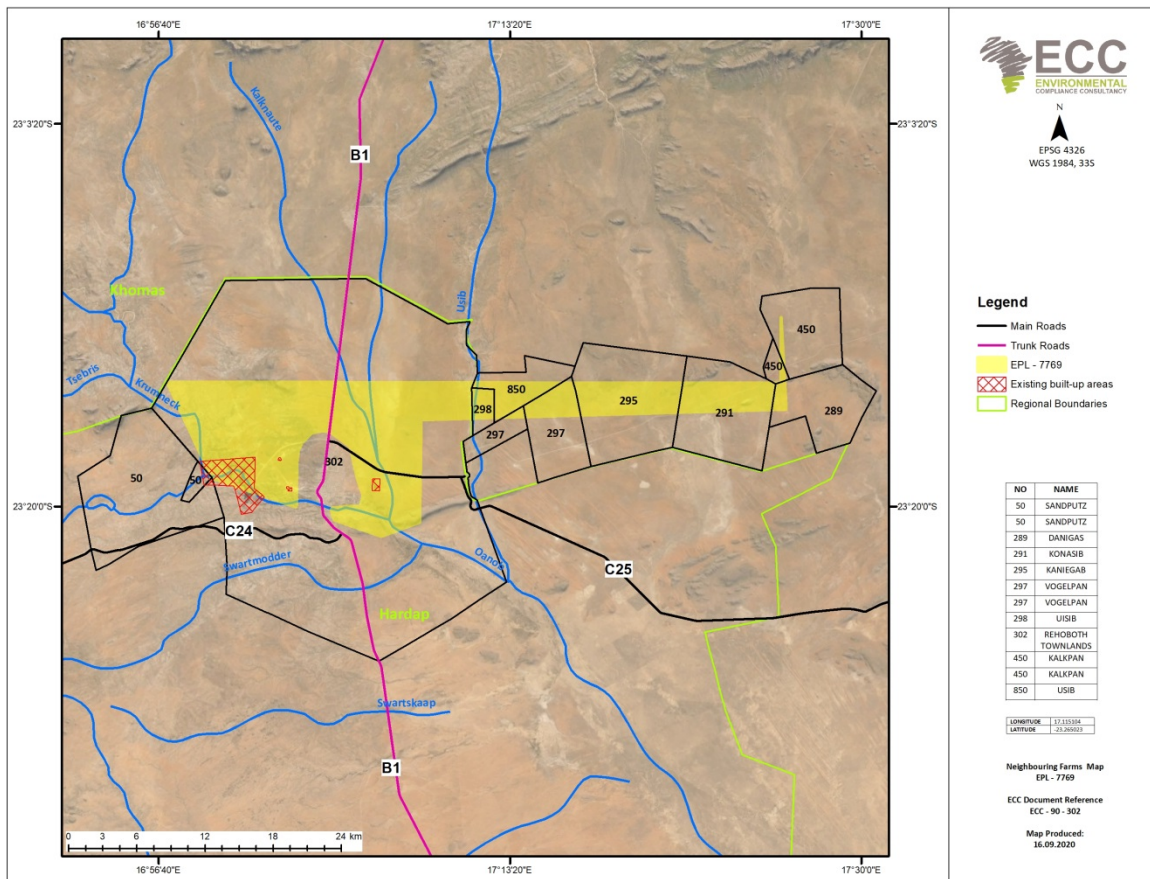 16°56'40"E
17°13'20"E
17°30'0"E
23°3'20"S
23°3'20"S
Kalknaute
B1
Usib
Khomas
Tsebris
Krumneck
450
450
850
298
295
291
289
297
297
302
50
50
23°20'0"S
23°20'0"S
C24
Swartmodder
Oanob
C25
Hardap
Swartskaap
B1
0 3 6 12 18 24 km
16°56'40"E
17°13'20"E
17°30'0"E
ECC
ENVIRONMENTAL
COMPLIANCE CONSULTANCY
N
EPSG 4326
WGS 1984, 33S
Legend
Main Roads
Trunk Roads
EPL - 7769
Existing built-up areas
Regional Boundaries
NO NAME
50 SANDPUTZ
50 SANDPUTZ
289 DANIGAS
291 KONASIB
295 KANIEGAB
297 VOGELPAN
297 VOGELPAN
298 UISIB
302 REHOBOTH
TOWNLANDS
450 KALKPAN
450 KALKPAN
850 USIB
LONGITUDE 17.115104
LATITUDE -23.265023
Neighbouring Farms Map
EPL - 7769
ECC Document Reference
ECC - 90 - 302
Map Produced:
16.09.2020